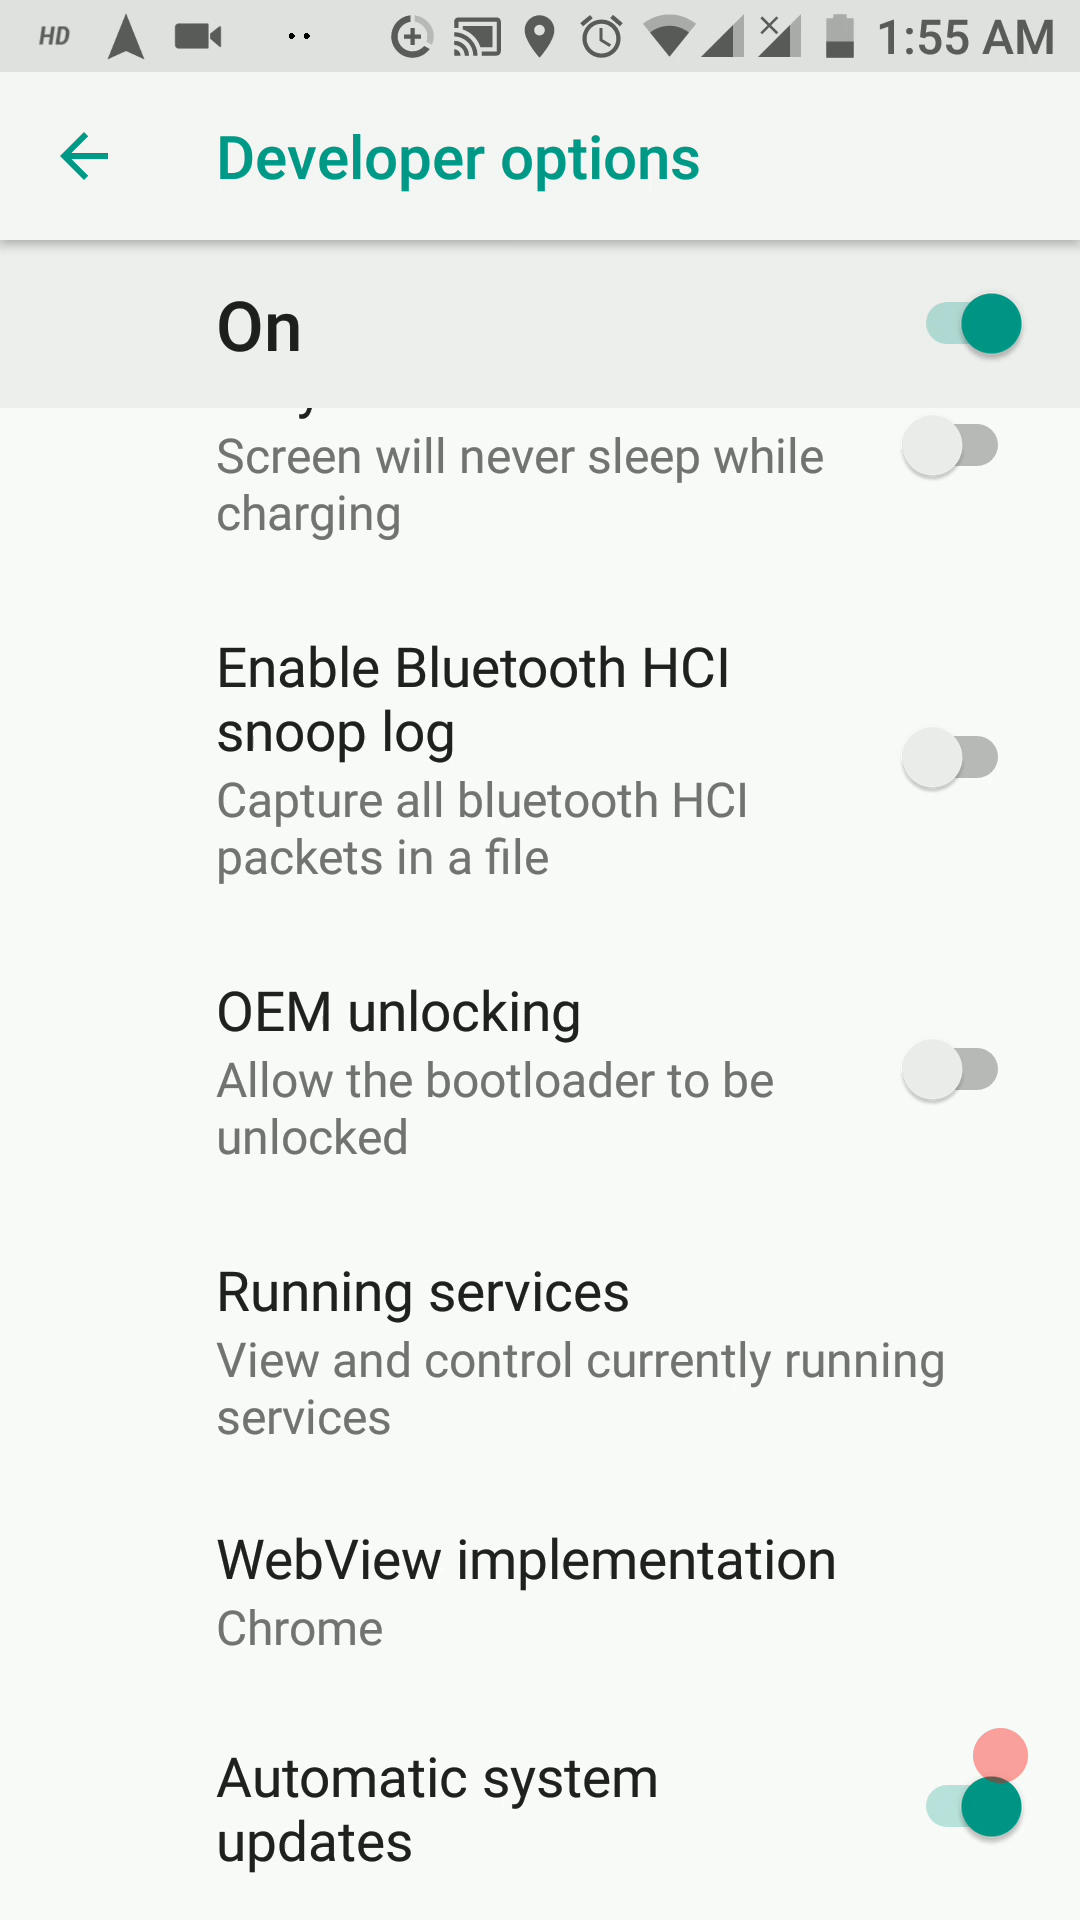 HD 1:55 AM
Developer options
On
Screen will never sleep while
charging
Enable Bluetooth HCI
snoop log
Capture all bluetooth HCI
packets in a file
OEM unlocking
Allow the bootloader to be
unlocked
Running services
View and control currently running
services
WebView implementation
Chrome
Automatic system
updates